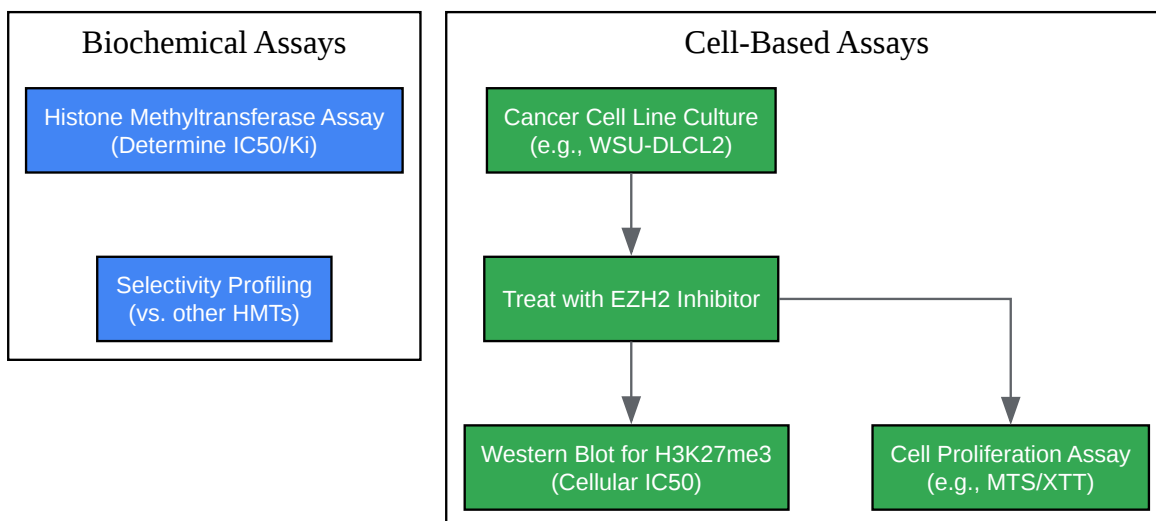 Biochemical Assays
Histone Methyltransferase Assay
(Determine IC50/Ki)
Selectivity Profiling
(vs. other HMTs)
Cell-Based Assays
Cancer Cell Line Culture
(e.g., WSU-DLCL2)
Treat with EZH2 Inhibitor
Western Blot for H3K27me3
(Cellular IC50)
Cell Proliferation Assay
(e.g., MTS/XTT)